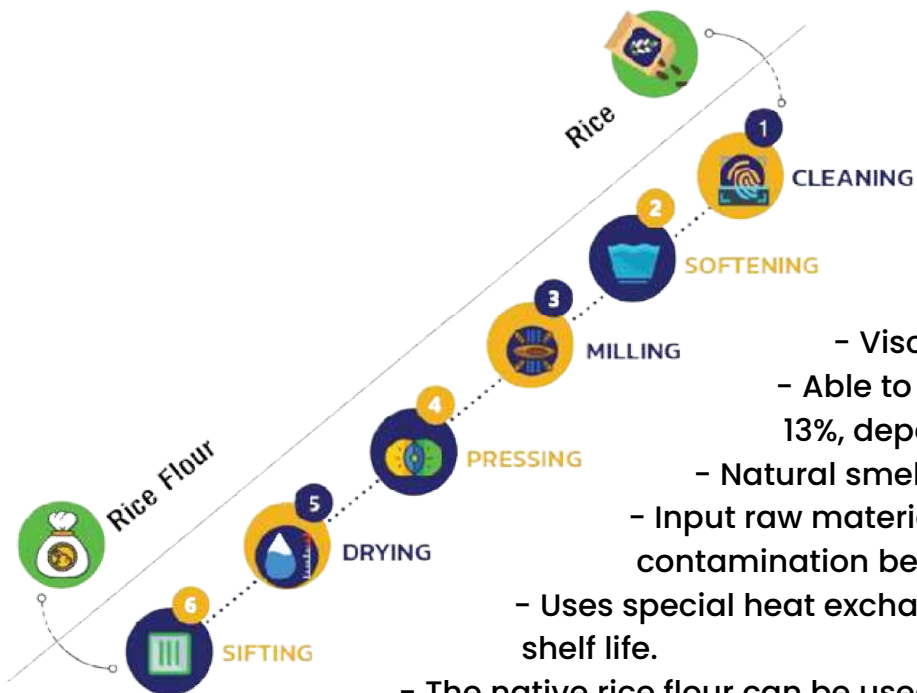 Rice
1
CLEANING
2
SOFTENING
3
MILLING
4
PRESSING
5
DRYING
6
SIFTING
Rice Flour
- Visc
- Able to
13%, depe
- Natural smel
- Input raw materi
contamination be
- Uses special heat excha
shelf life.
- The native rice flour can be use